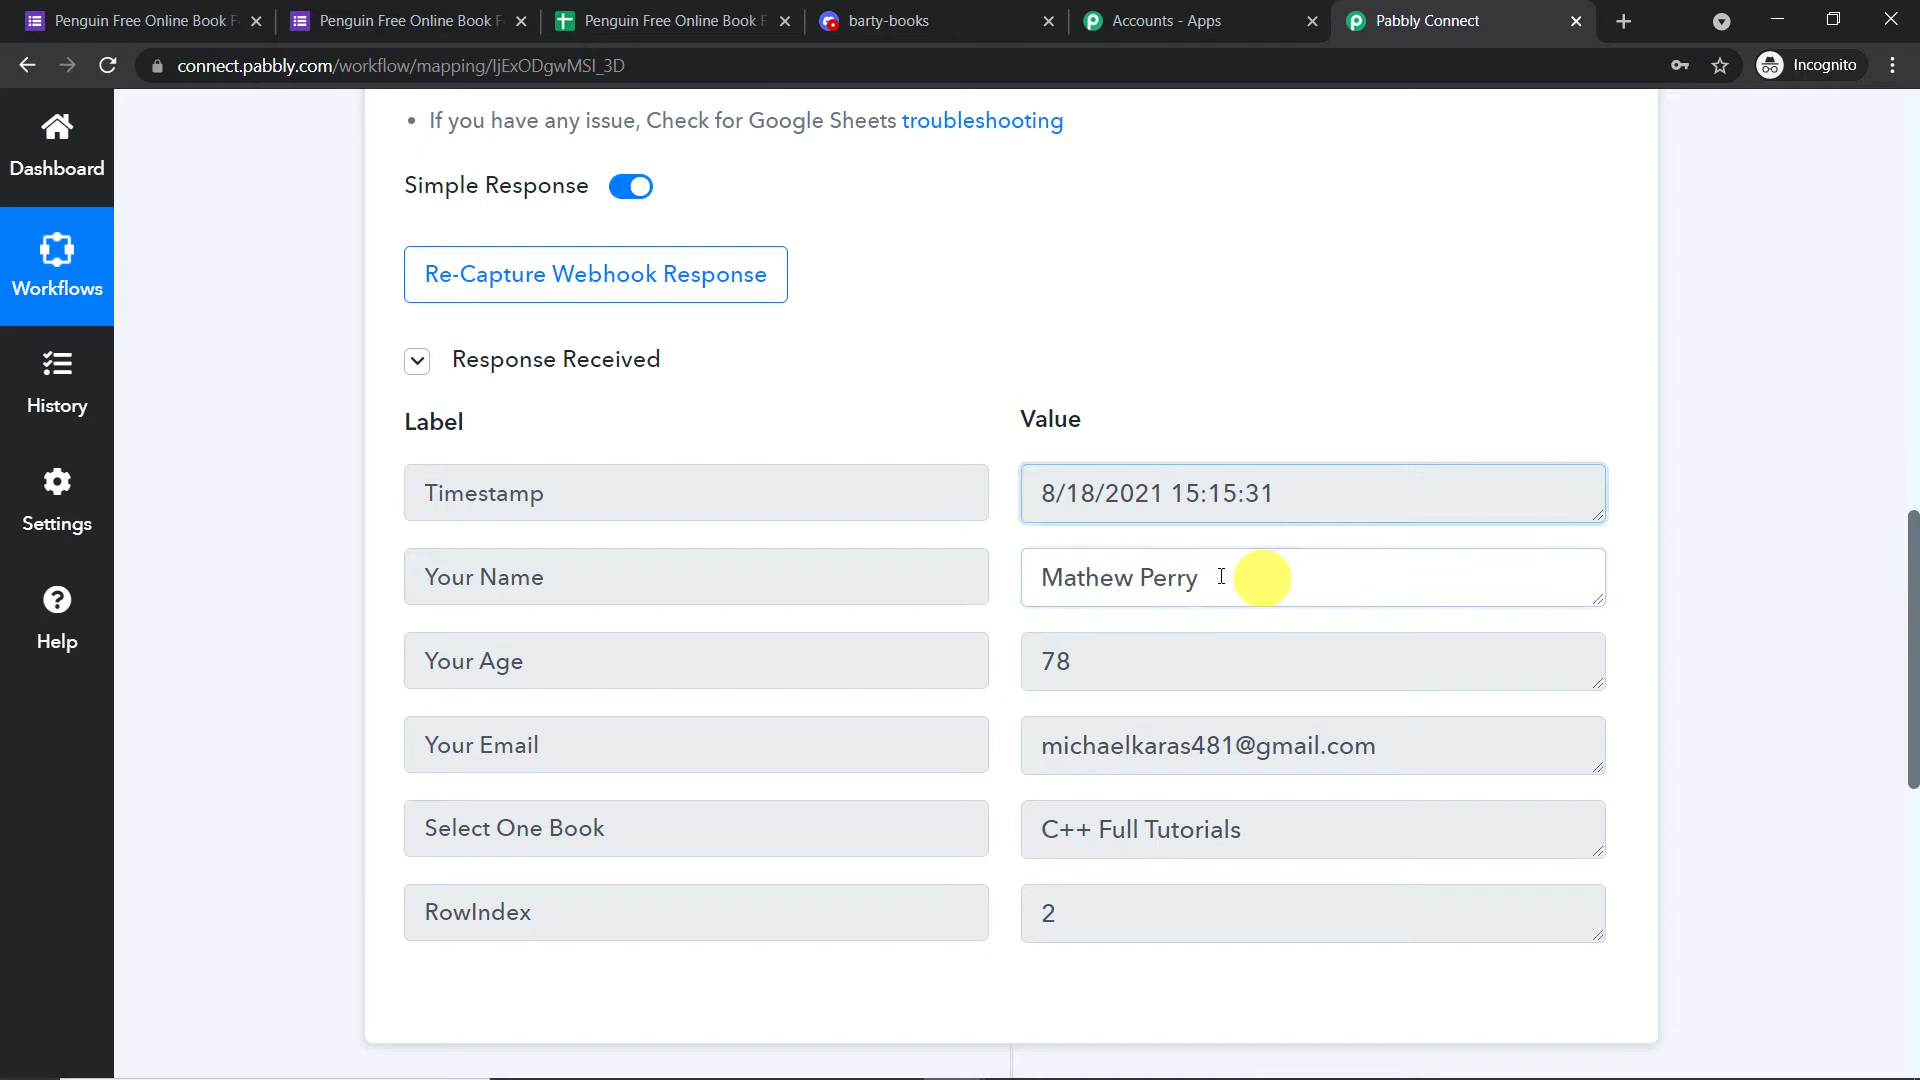 Penguin Free Online Book F
Penguin Free Online Book F
Penguin Free Online Book F
barty-books
Accounts - Apps
Pabbly Connect
connect.pabbly.com/workflow/mapping/IjExODgwMSI_3D
Incognito
Dashboard
Workflows
History
Settings
Help
If you have any issue, Check for Google Sheets troubleshooting
Simple Response
Re-Capture Webhook Response
Response Received
Label
Value
Timestamp
8/18/2021 15:15:31
Your Name
Mathew Perry
Your Age
78
Your Email
michaelkaras481@gmail.com
Select One Book
C++ Full Tutorials
RowIndex
2